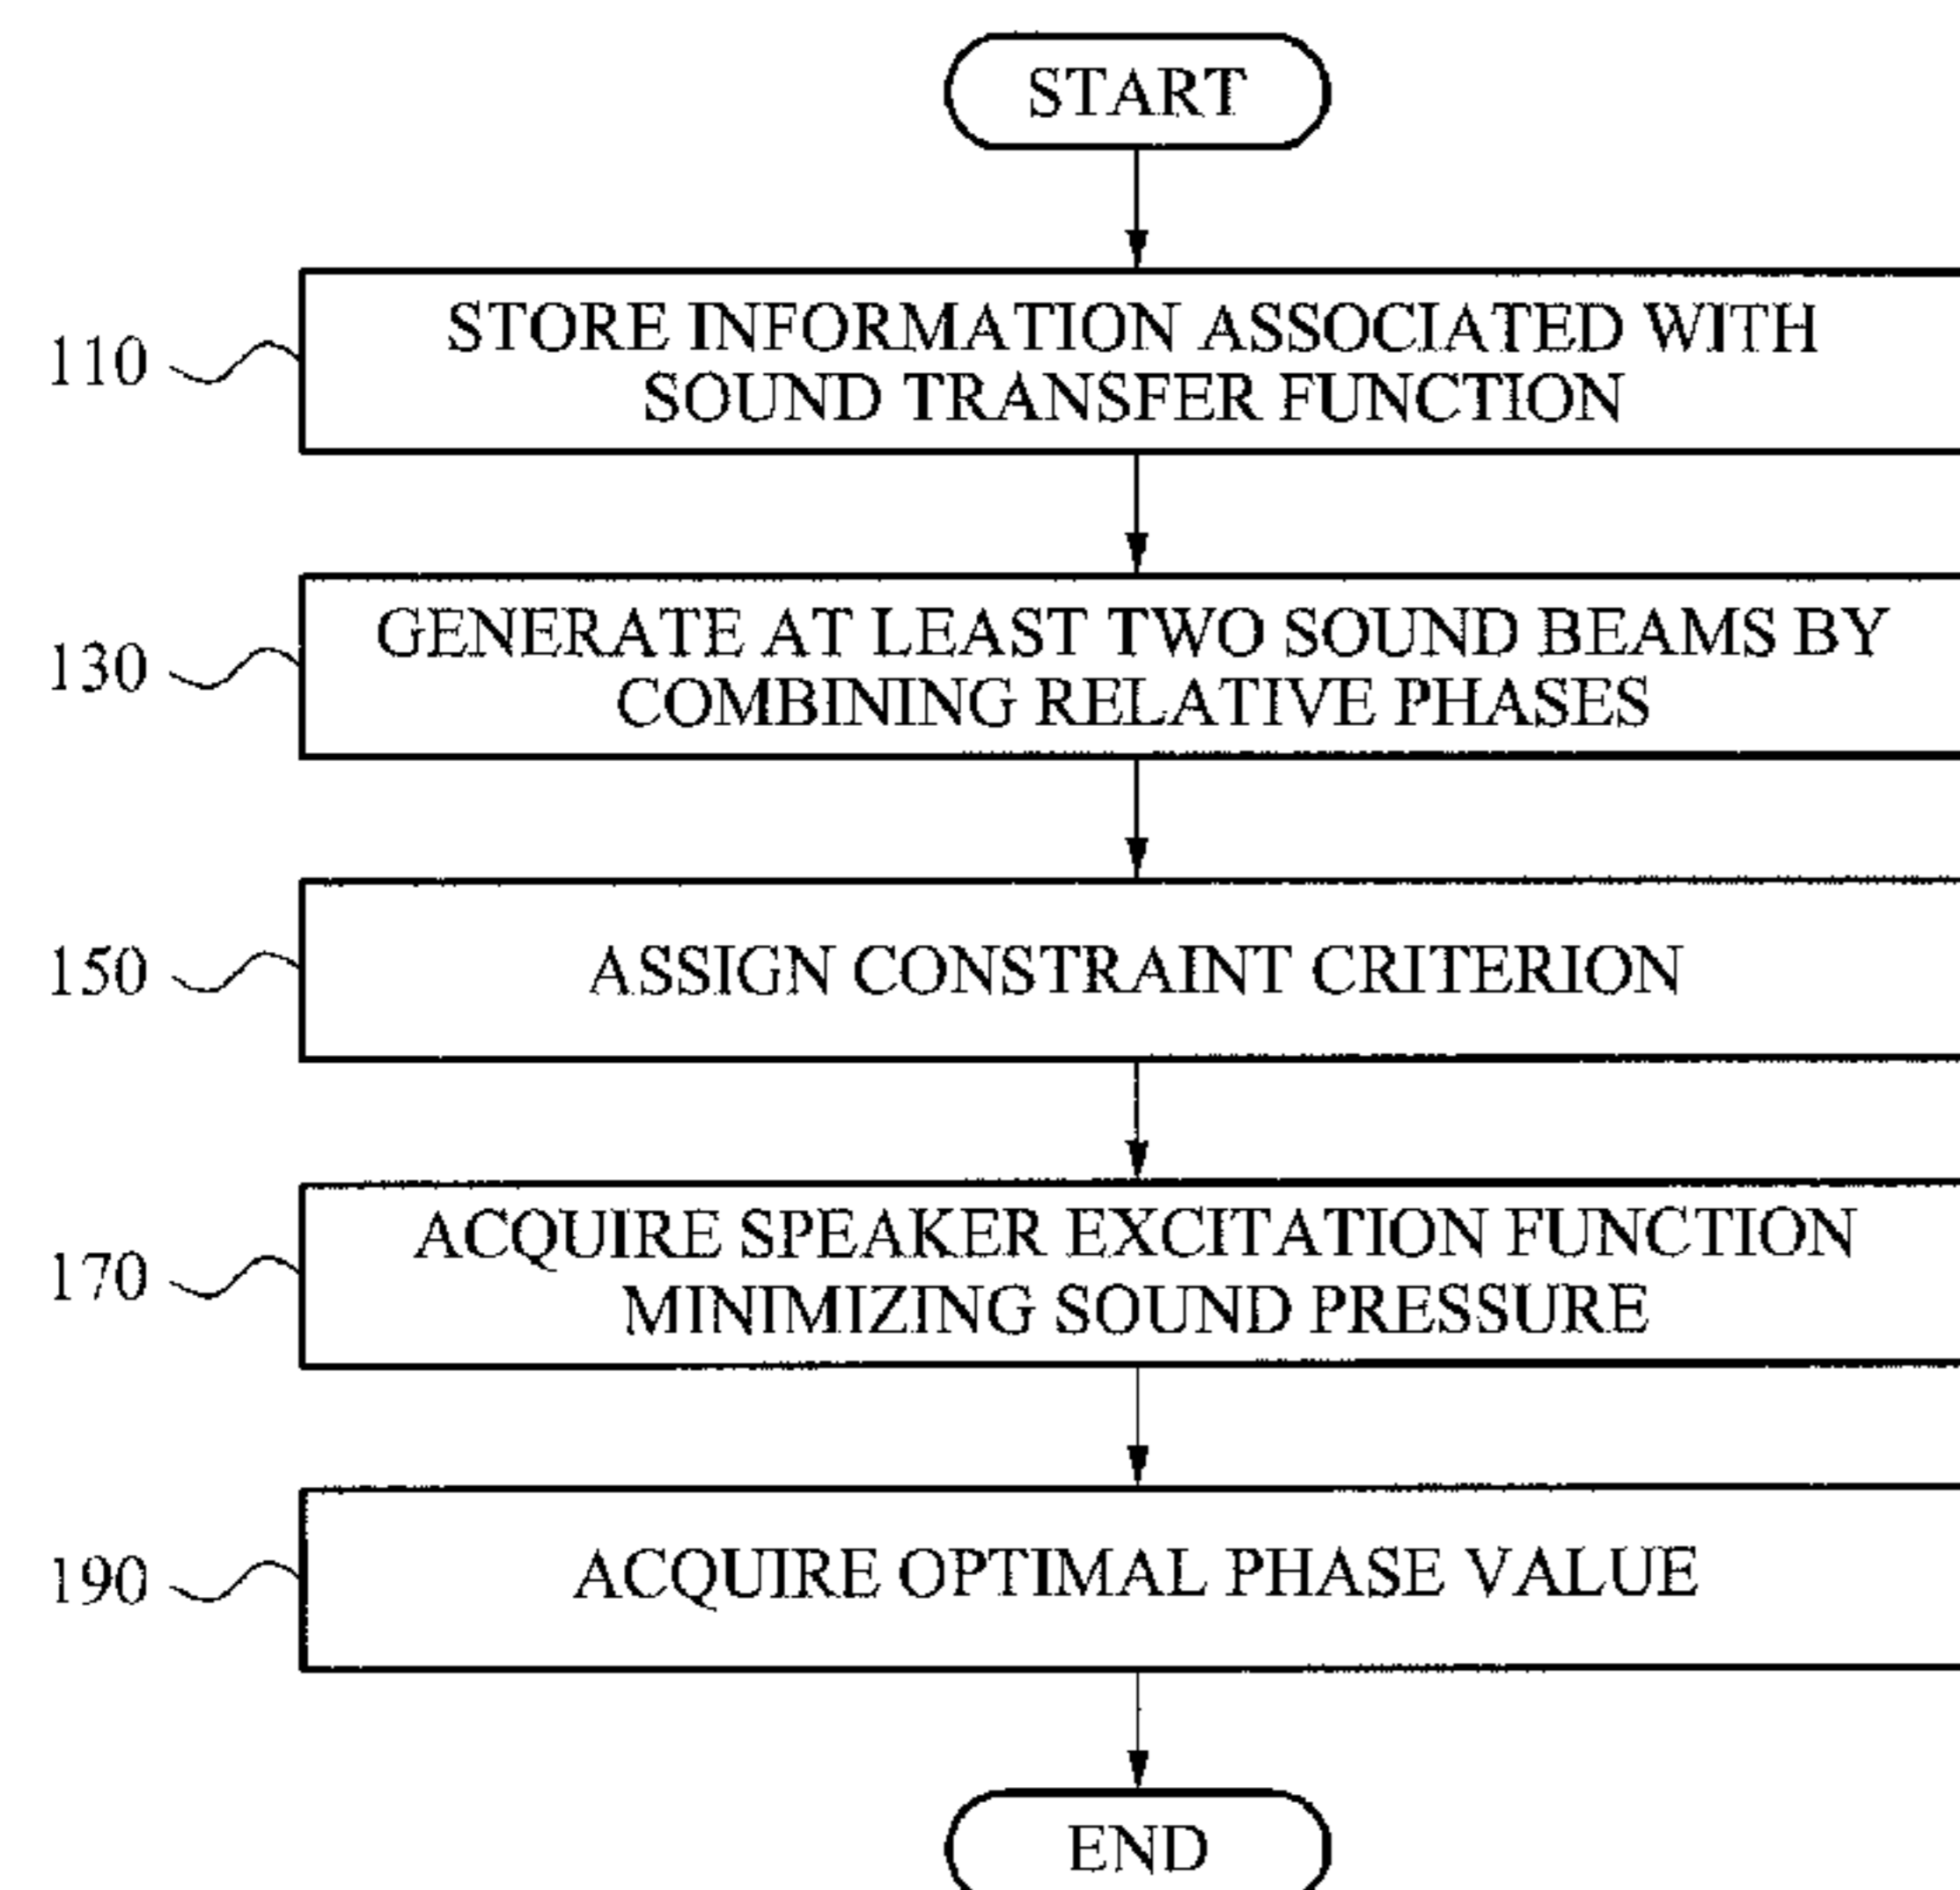 START
110
STORE INFORMATION ASSOCIATED WITH
SOUND TRANSFER FUNCTION
130
GENERATE AT LEAST TWO SOUND BEAMS BY
COMBINING RELATIVE PHASES
150
ASSIGN CONSTRAINT CRITERION
170
ACQUIRE SPEAKER EXCITATION FUNCTION
MINIMIZING SOUND PRESSURE
190
ACQUIRE OPTIMAL PHASE VALUE
END